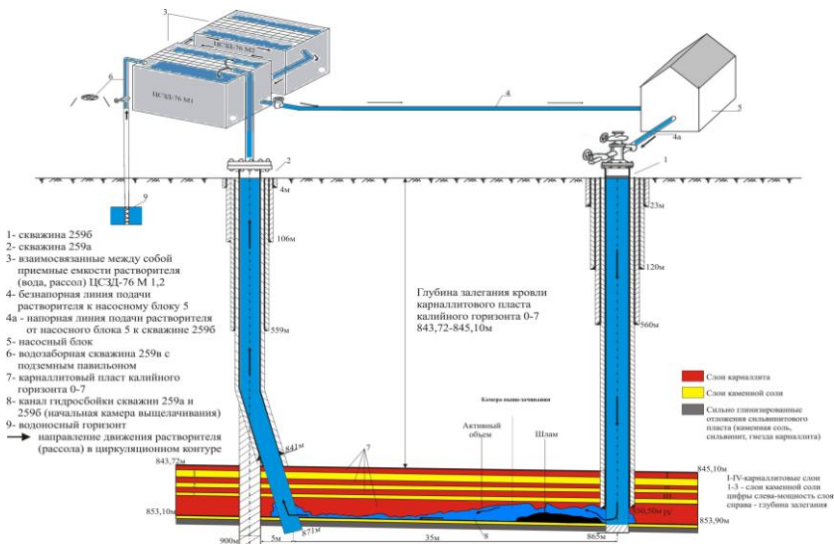 3
ЦСЗД-76 М2
ЦСЗД-76 М1
6
4
5
4а
2
1
9
4м
23м
106м
120м
559м
560м
1- скважина 259б
2- скважина 259а
3- взаимосвязанные между собой
приемные емкости растворителя
(вода, рассол) ЦСЗД-76 М 1,2
4- безнапорная линия подачи
растворителя к насосному блоку 5
4а - напорная линия подачи растворителя
от насосного блока 5 к скважине 259б
5- насосный блок
6- водозаборная скважина 259в с
подземным павильоном
7- карналлитовый пласт калийного
горизонта 0-7
8- канал гидросбойки скважин 259а и
259б (начальная камера выщелачивания)
9- водоносный горизонт
направление движения растворителя
(рассола) в циркуляционном контуре
Глубина залегания кровли
карналлитового пласта
калийного горизонта 0-7
843,72-845,10м
Слои карналлита
Слои каменной соли
Сильно глинизированные
отложения сильвинитового
пласта (каменная соль,
сильвинит, гнезда карналлита)
Камера выщелачивания
Активный
объем
Шлам
7
841м
843,72м
845,10м
I-IV-карналлитовые слои
1-3 - слои каменной соли
цифры слева-мощность слоя
справа - глубина залегания
853,10м
853,90м
IV
871м
900м
5м
35м
8
865м